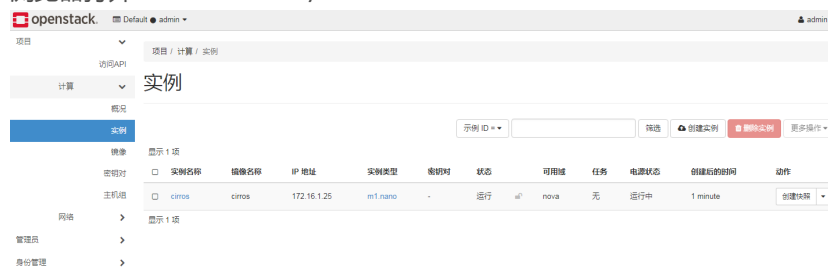 openstack. Default ● admin ▾ admin
项目
访问API
计算
概况
实例
镜像
密钥对
主机组
网络
管理员
身份管理
项目 / 计算 / 实例
实例
示例 ID = ▾ 筛选 创建实例 删除实例 更多操作 ▾
显示 1 项
实例名称 镜像名称 IP 地址 实例类型 密钥对 状态 可用域 任务 电源状态 创建后的时间 动作
cirros cirros 172.16.1.25 m1.nano - 运行 nova 无 运行中 1 minute 创建快照
显示 1 项